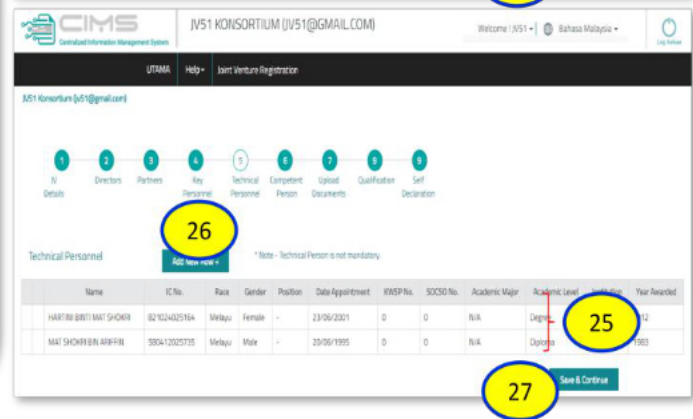 CIMS
Centralized Information Management System
JV51 KONSORTIUM (JV51@GMAIL.COM)
Welcome ! JV51
Bahasa Malaysia
Log Keluar
UTAMA Help Joint Venture Registration
JV51 Konsortium (jv51@gmail.com)
1 2 3 4 5 6 7 8 9
JV Details
Directors
Partners
Key Personnel
Technical Personnel
Competent Person
Upload Documents
Qualification
Self Declaration
26
Technical Personnel
Add New Row +
* Note - Technical Person is not mandatory.
Name IC No. Race Gender Position Date Appointment KWSP No. SOCSO No. Academic Major Academic Level Institution Year Awarded
HARTINI BINTI MAT SHOKRI 821024025164 Melayu Female - 23/06/2001 0 0 N/A Degree
MAT SHOKRI BIN ARIFFIN 580412025735 Melayu Male - 20/06/1995 0 0 N/A Diploma 1983
25
27
Save & Continue